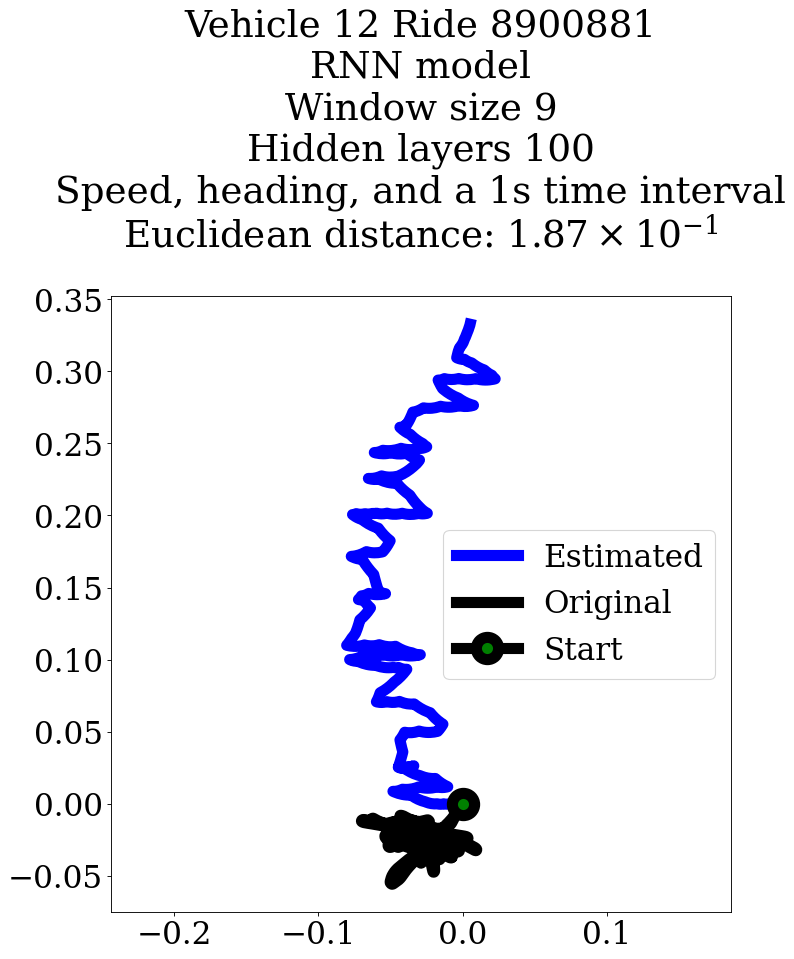 Vehicle 12 Ride 8900881
RNN model
Window size 9
Hidden layers 100
Speed, heading, and a 1s time interval
Euclidean distance: 1.87 × 10⁻¹
0.35
0.30
0.25
0.20
0.15
0.10
0.05
0.00
−0.05
Estimated
Original
Start
−0.2
−0.1
0.0
0.1